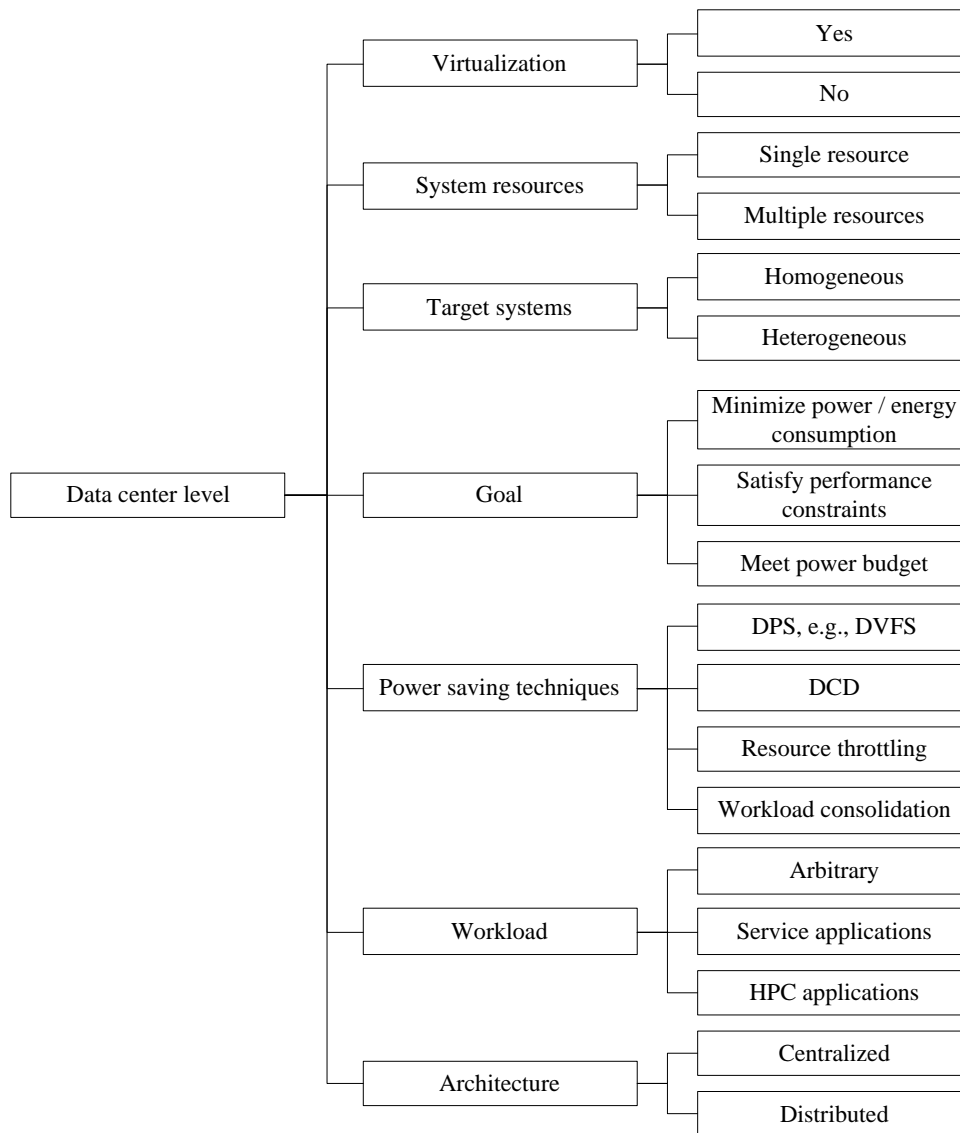 Data center level
Virtualization
Yes
No
System resources
Single resource
Multiple resources
Target systems
Homogeneous
Heterogeneous
Goal
Minimize power / energy
consumption
Satisfy performance
constraints
Meet power budget
Power saving techniques
DPS, e.g., DVFS
DCD
Resource throttling
Workload consolidation
Workload
Arbitrary
Service applications
HPC applications
Architecture
Centralized
Distributed